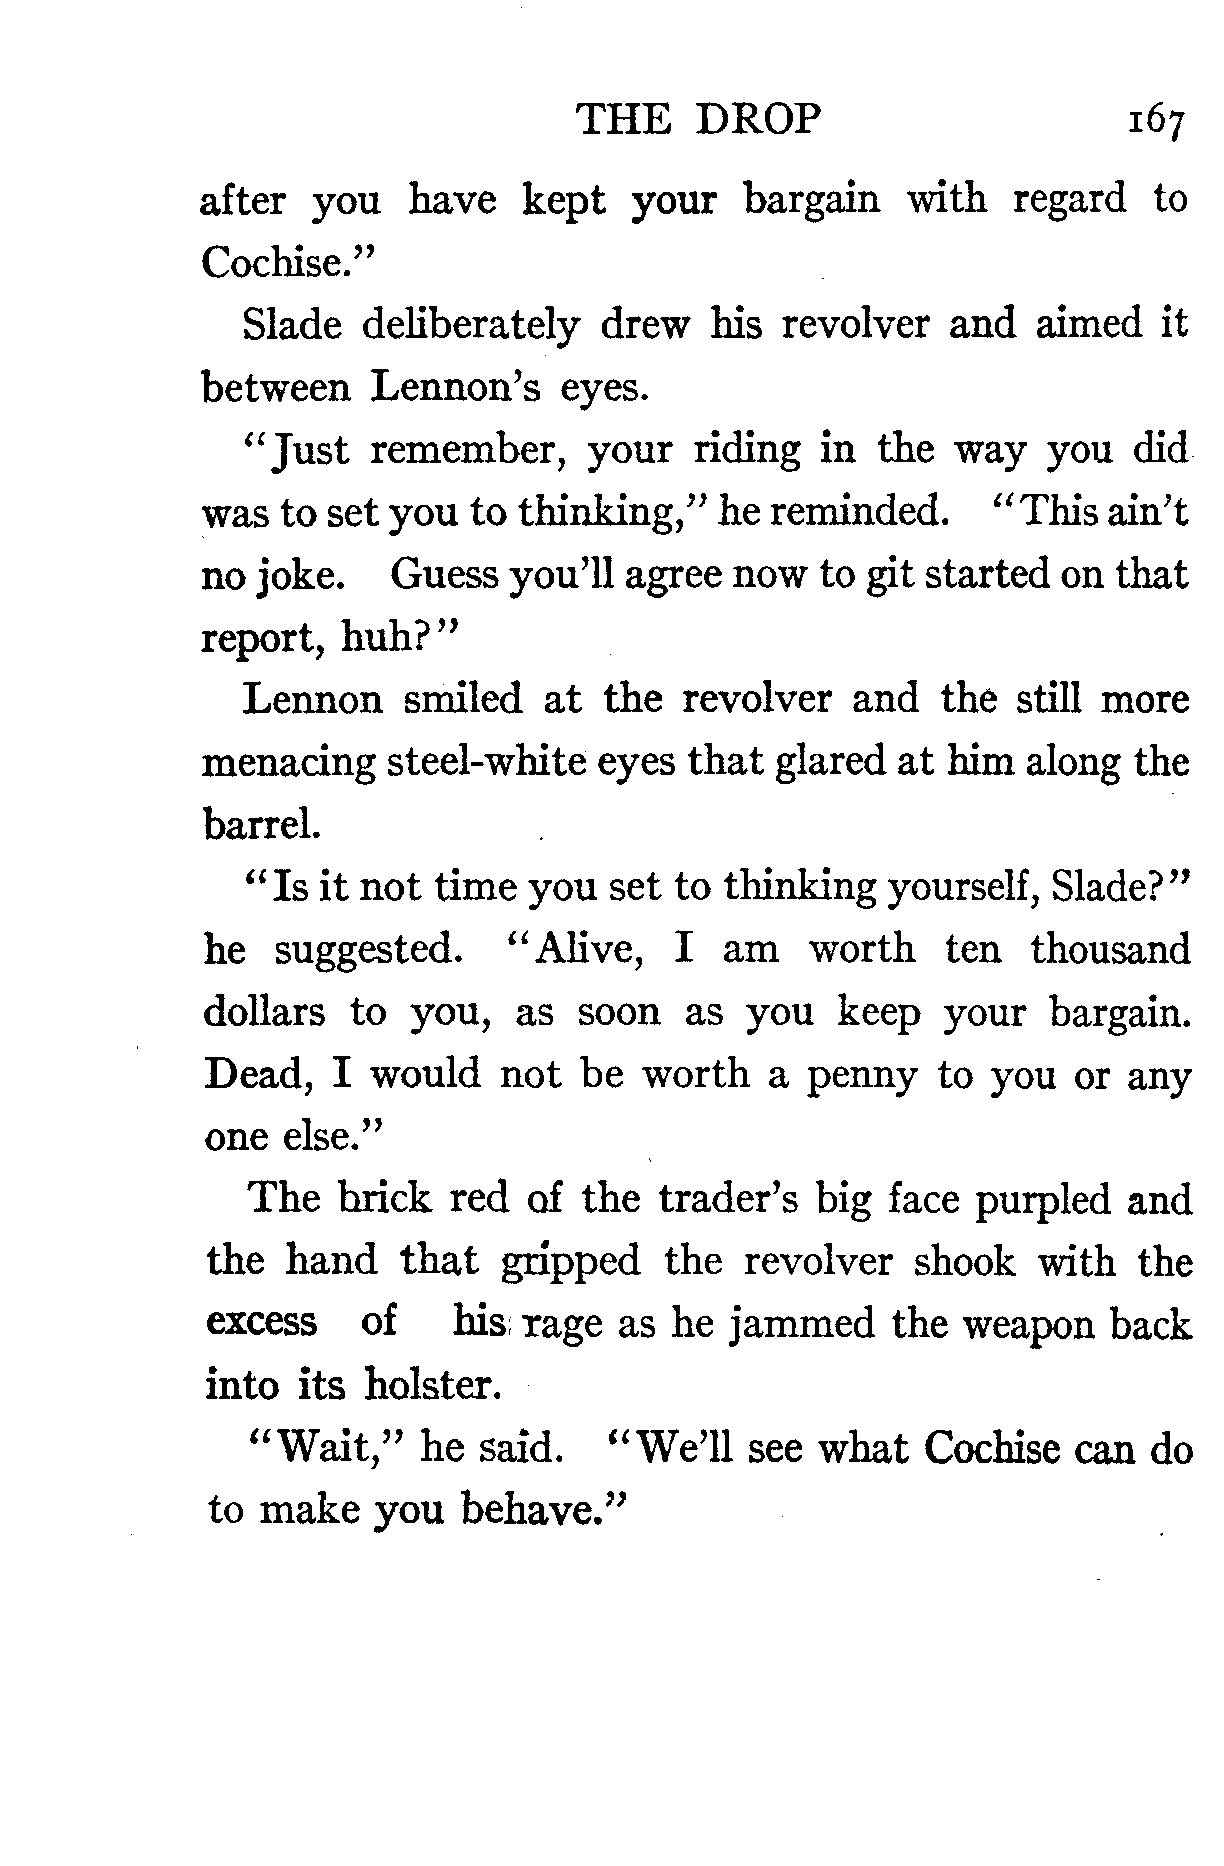 THE DROP 167
after you have kept your bargain with regard to
Cochise."
Slade deliberately drew his revolver and aimed it
between Lennon's eyes.
"Just remember, your riding in the way you did
was to set you to thinking," he reminded. "This ain't
no joke. Guess you'll agree now to git started on that
report, huh?"
Lennon smiled at the revolver and the still more
menacing steel-white eyes that glared at him along the
barrel.
"Is it not time you set to thinking yourself, Slade?"
he suggested. "Alive, I am worth ten thousand
dollars to you, as soon as you keep your bargain.
Dead, I would not be worth a penny to you or any
one else."
The brick red of the trader's big face purpled and
the hand that gripped the revolver shook with the
excess of his rage as he jammed the weapon back
into its holster.
"Wait," he said. "We'll see what Cochise can do
to make you behave."